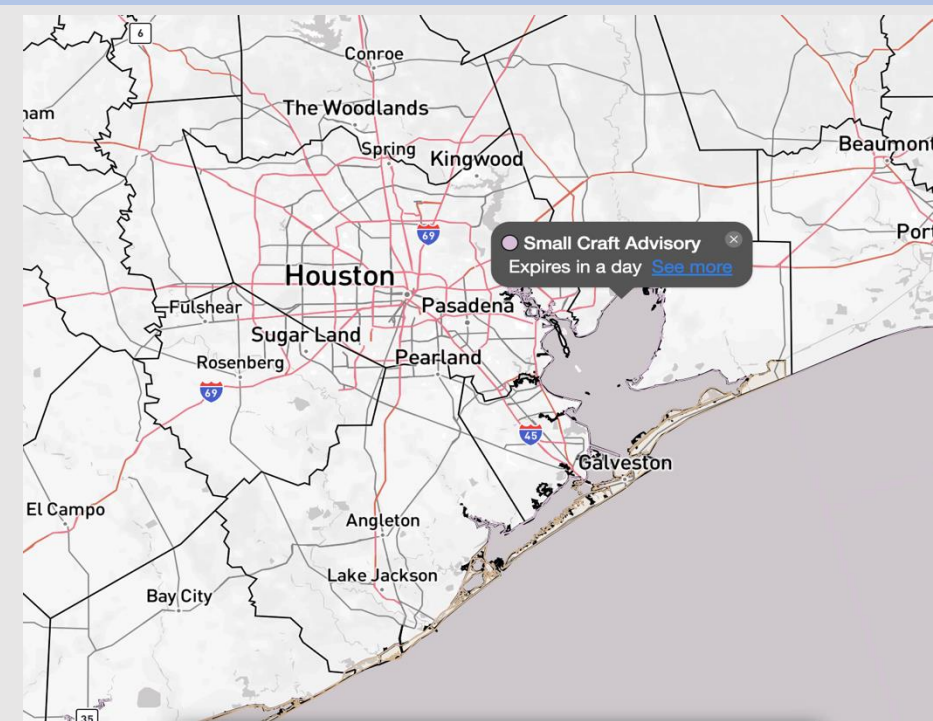 6
Conroe
ham
The Woodlands
Beaumont
Spring
Kingwood
69
Port
Small Craft Advisory
Expires in a day See more
Houston
Fulshear
Pasadena
Sugar Land
Rosenberg
Pearland
69
45
Galveston
El Campo
Angleton
Lake Jackson
Bay City
35